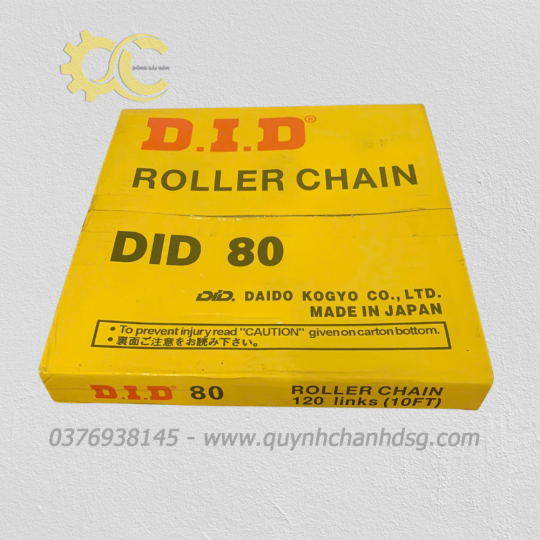 D.I.D®
ROLLER CHAIN
DID 80
DID. DAIDO KOGYO CO., LTD.
MADE IN JAPAN
• To prevent injury read "CAUTION" given on carton bottom.
• 裏面ご注意をお読み下さい。
D.I.D® 80 ROLLER CHAIN
120 links (10FT)
0376938145 - www.quynhchanhdsg.com